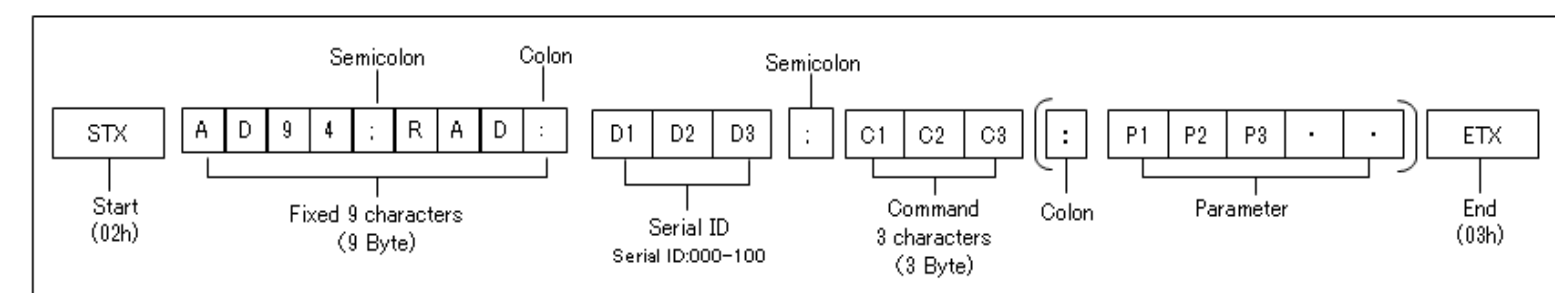 Semicolon Colon Semicolon
STX A D 9 4 ; R A D : D1 D2 D3 ; C1 C2 C3 ( : P1 P2 P3 ・ ・ ) ETX
Start
(02h)
Fixed 9 characters
(9 Byte)
Serial ID
Serial ID:000-100
Command
3 characters
(3 Byte)
Colon
Parameter
End
(03h)